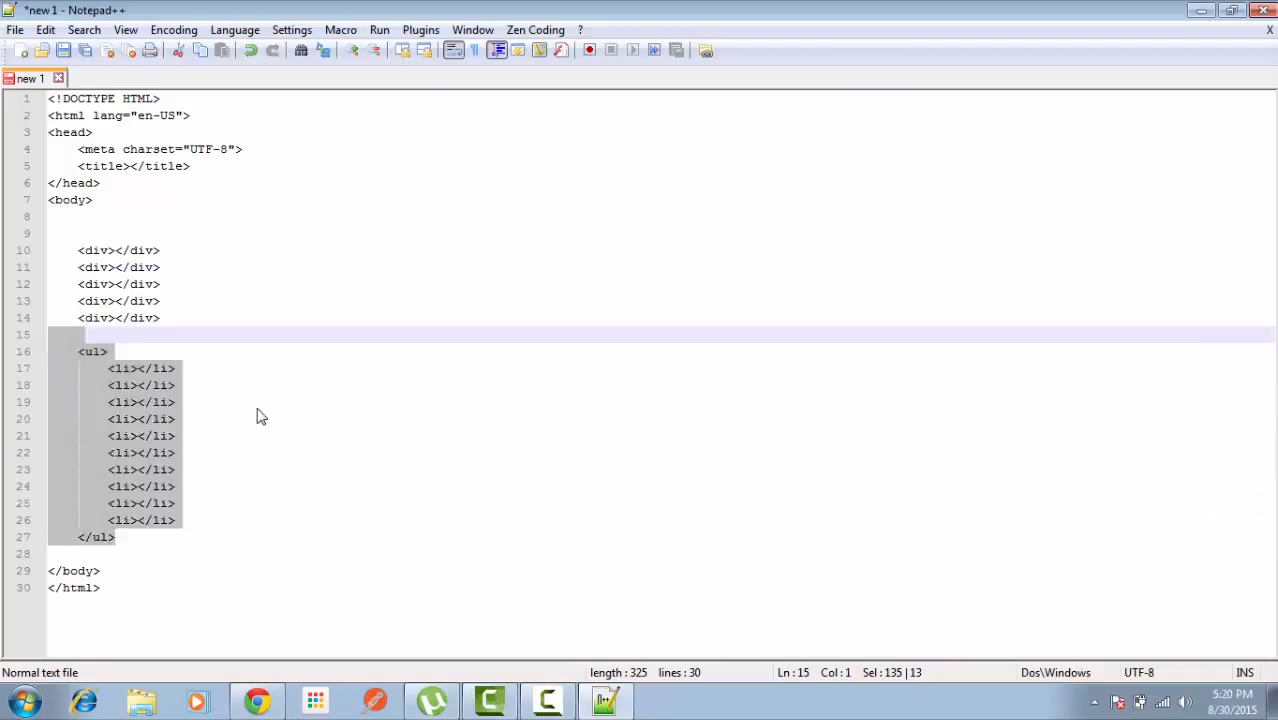 *new 1 - Notepad++
File Edit Search View Encoding Language Settings Macro Run Plugins Window Zen Coding ? X
new 1
1 <!DOCTYPE HTML>
2 <html lang="en-US">
3 <head>
4 <meta charset="UTF-8">
5 <title></title>
6 </head>
7 <body>
8
9
10 <div></div>
11 <div></div>
12 <div></div>
13 <div></div>
14 <div></div>
15
16 <ul>
17 <li></li>
18 <li></li>
19 <li></li>
20 <li></li>
21 <li></li>
22 <li></li>
23 <li></li>
24 <li></li>
25 <li></li>
26 <li></li>
27 </ul>
28
29 </body>
30 </html>
Normal text file length : 325 lines : 30 Ln : 15 Col : 1 Sel : 135 | 13 Dos\Windows UTF-8 INS
5:20 PM
8/30/2015